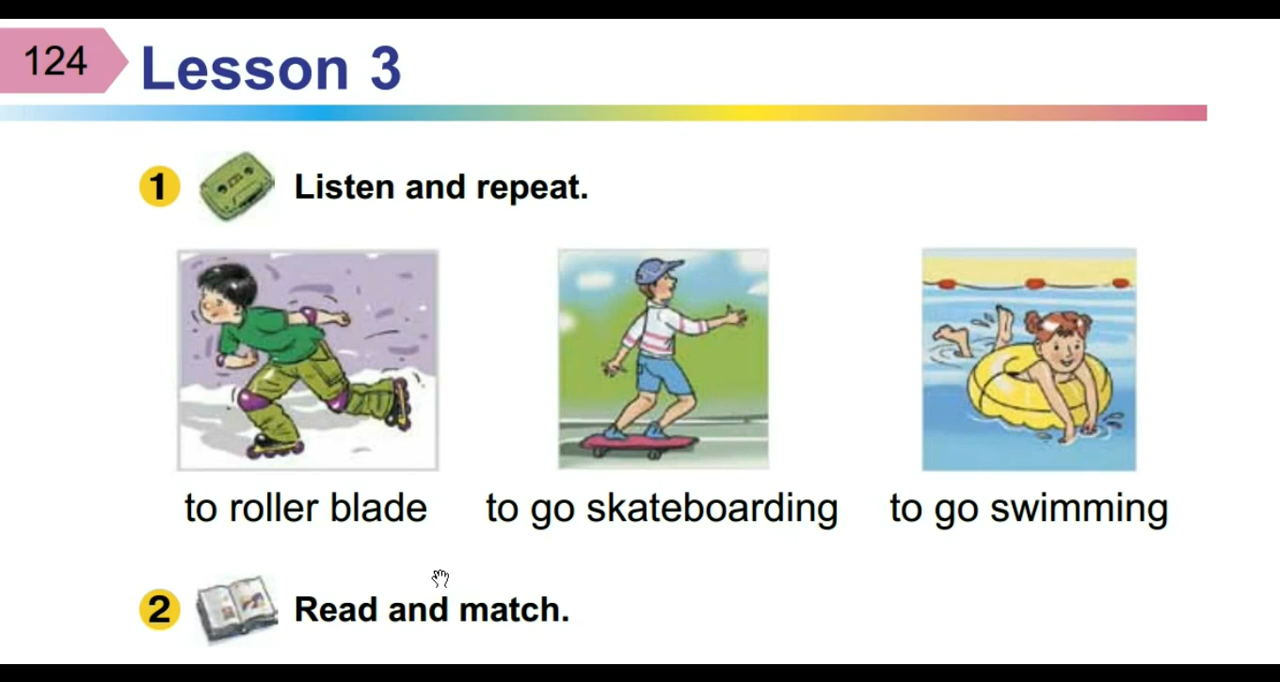 124
Lesson 3
1 Listen and repeat.
to roller blade to go skateboarding to go swimming
2 Read and match.